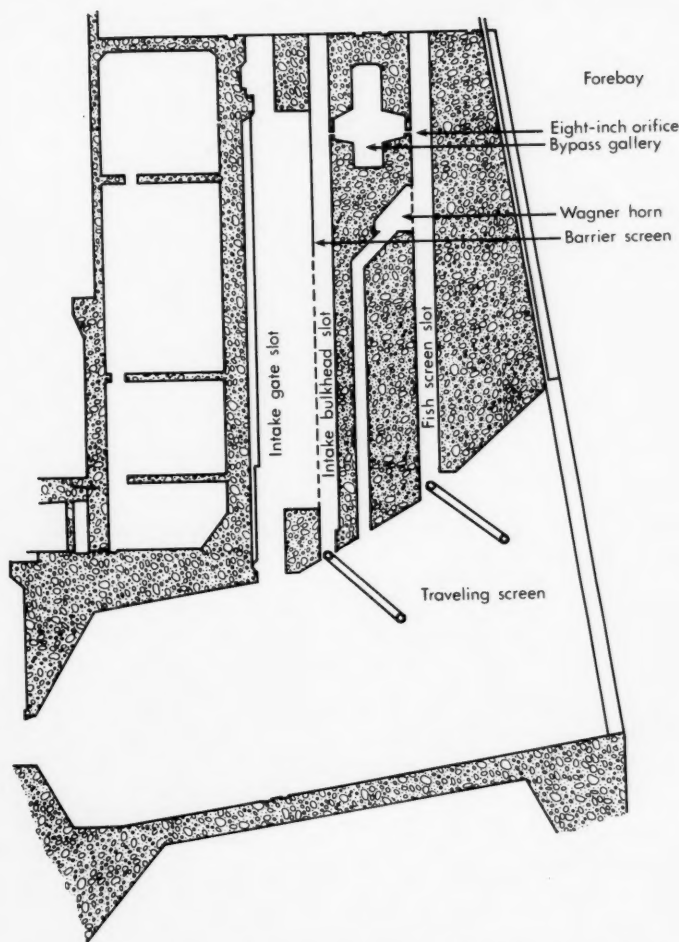 Forebay
Eight-inch orifice
Bypass gallery
Wagner horn
Barrier screen
Intake gate slot
Intake bulkhead slot
Fish screen slot
Traveling screen